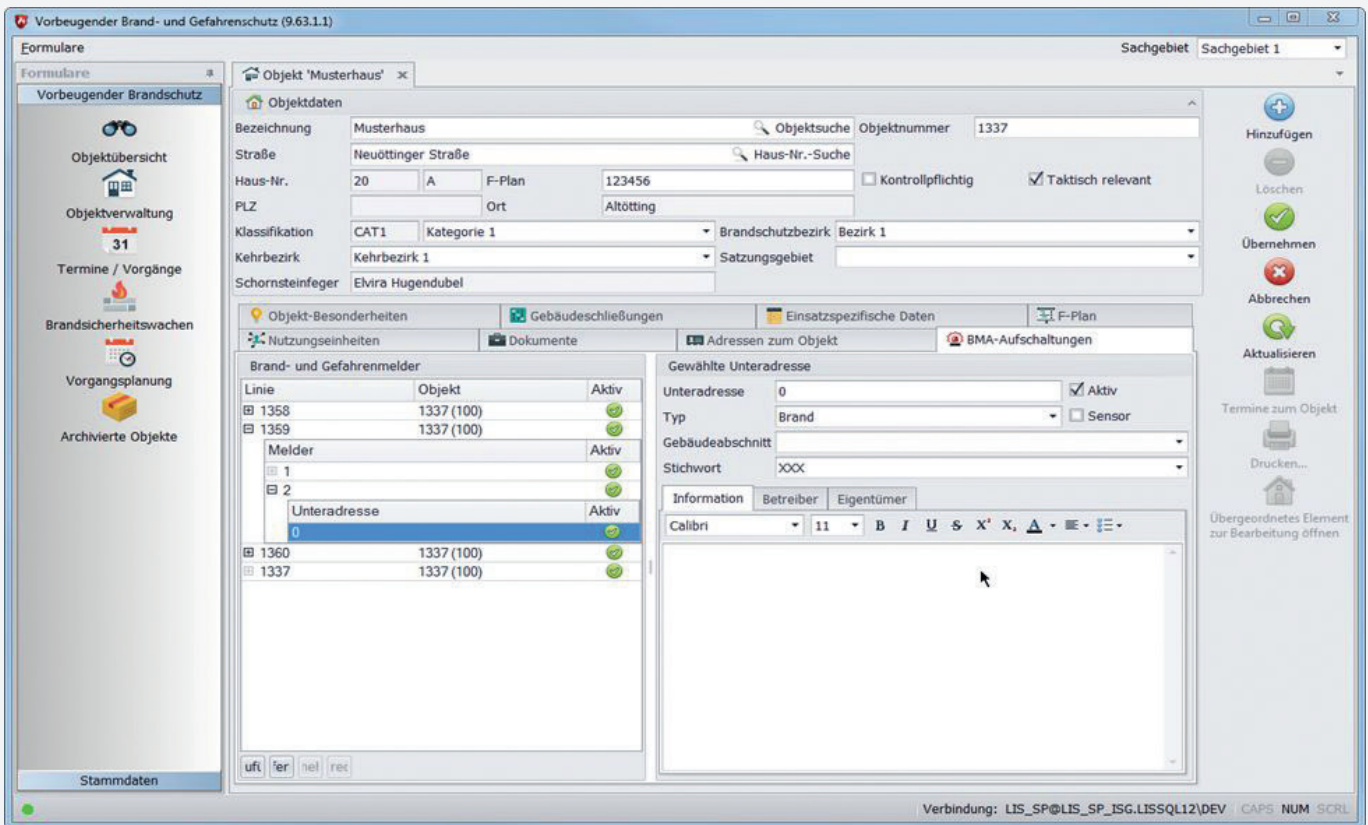 Vorbeugender Brand- und Gefahrenschutz (9.63.1.1)
Formulare
Sachgebiet Sachgebiet 1
Formulare
Vorbeugender Brandschutz
Objektübersicht
Objektverwaltung
31
Termine / Vorgänge
Brandsicherheitswachen
Vorgangsplanung
Archivierte Objekte
Stammdaten
Objekt 'Musterhaus'
Objektdaten
Bezeichnung Musterhaus Objektsuche Objektnummer 1337
Straße Neuöttinger Straße Haus-Nr.-Suche
Haus-Nr. 20 A F-Plan 123456 Kontrollpflichtig Taktisch relevant
PLZ Ort Altötting
Klassifikation CAT1 Kategorie 1 Brandschutzbezirk Bezirk 1
Kehrbezirk Kehrbezirk 1 Satzungsgebiet
Schornsteinfeger Elvira Hugendubel
Objekt-Besonderheiten Gebäudeschließungen Einsatzspezifische Daten F-Plan
Nutzungseinheiten Dokumente Adressen zum Objekt BMA-Aufschaltungen
Brand- und Gefahrenmelder
Linie Objekt Aktiv
1358 1337 (100)
1359 1337 (100)
Melder Aktiv
1
2
Unteradresse Aktiv
0
1360 1337 (100)
1337 1337 (100)
Gewählte Unteradresse
Unteradresse 0 Aktiv
Typ Brand Sensor
Gebäudeabschnitt
Stichwort XXX
Information Betreiber Eigentümer
Calibri 11 B I U S X² X₂ A
Hinzufügen
Löschen
Übernehmen
Abbrechen
Aktualisieren
Termine zum Objekt
Drucken...
Übergeordnetes Element
zur Bearbeitung öffnen
Verbindung: LIS_SP@LIS_SP_ISG.LISSQL12\DEV CAPS NUM SCRL